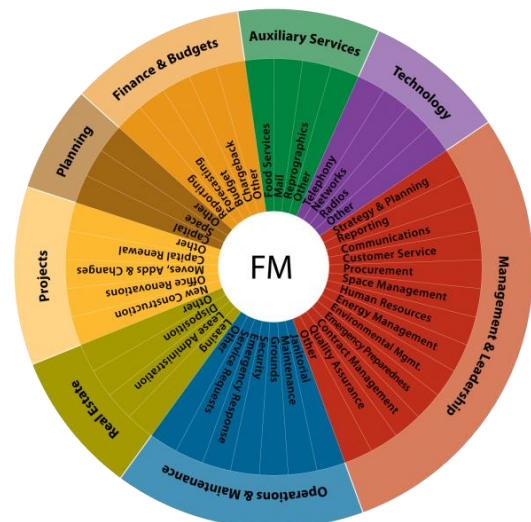 FM
Auxiliary Services
Food Services
Mail
Reprographics
Other
Technology
Telephony
Networks
Radios
Other
Management & Leadership
Strategy & Planning
Reporting
Communications
Customer Service
Procurement
Space Management
Human Resources
Energy Management
Environmental Mgmt.
Emergency Preparedness
Contract Management
Quality Assurance
Other
Operations & Maintenance
Janitorial
Maintenance
Grounds
Security
Emergency Response
Service Requests
Other
Real Estate
Leasing
Lease Administration
Disposition
Other
Projects
New Construction
Office Renovations
Moves, Adds & Changes
Capital Renewal
Other
Planning
Capital
Space
Other
Finance & Budgets
Reporting
Forecasting
Budget
Chargeback
Other